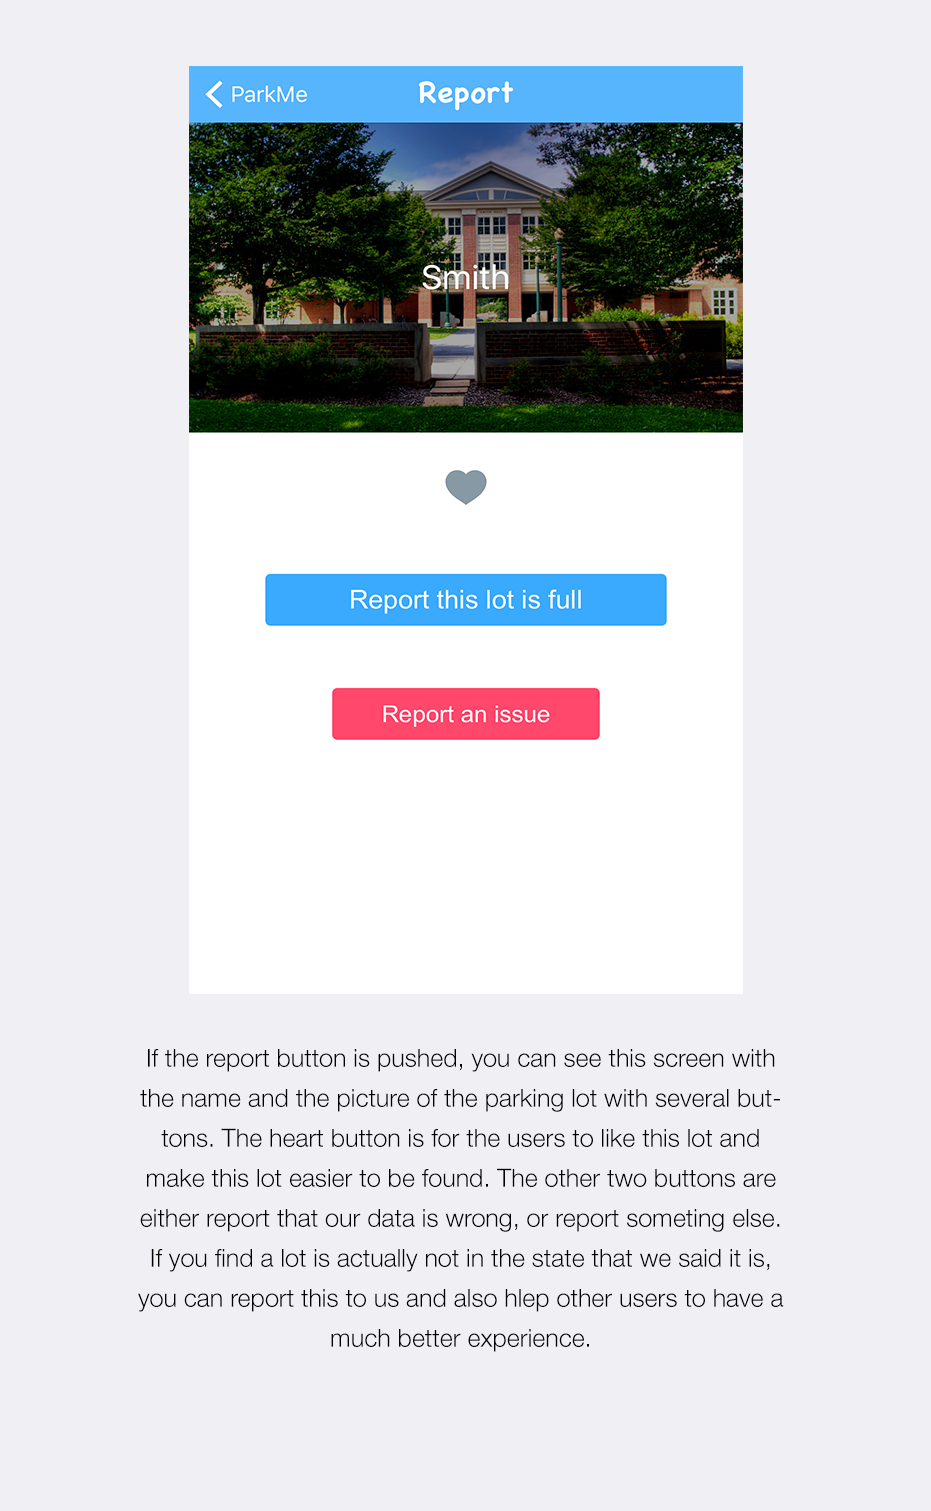 ParkMe
Report
Smith
Report this lot is full
Report an issue
If the report button is pushed, you can see this screen with
the name and the picture of the parking lot with several but-
tons. The heart button is for the users to like this lot and
make this lot easier to be found. The other two buttons are
either report that our data is wrong, or report someting else.
If you find a lot is actually not in the state that we said it is,
you can report this to us and also hlep other users to have a
much better experience.